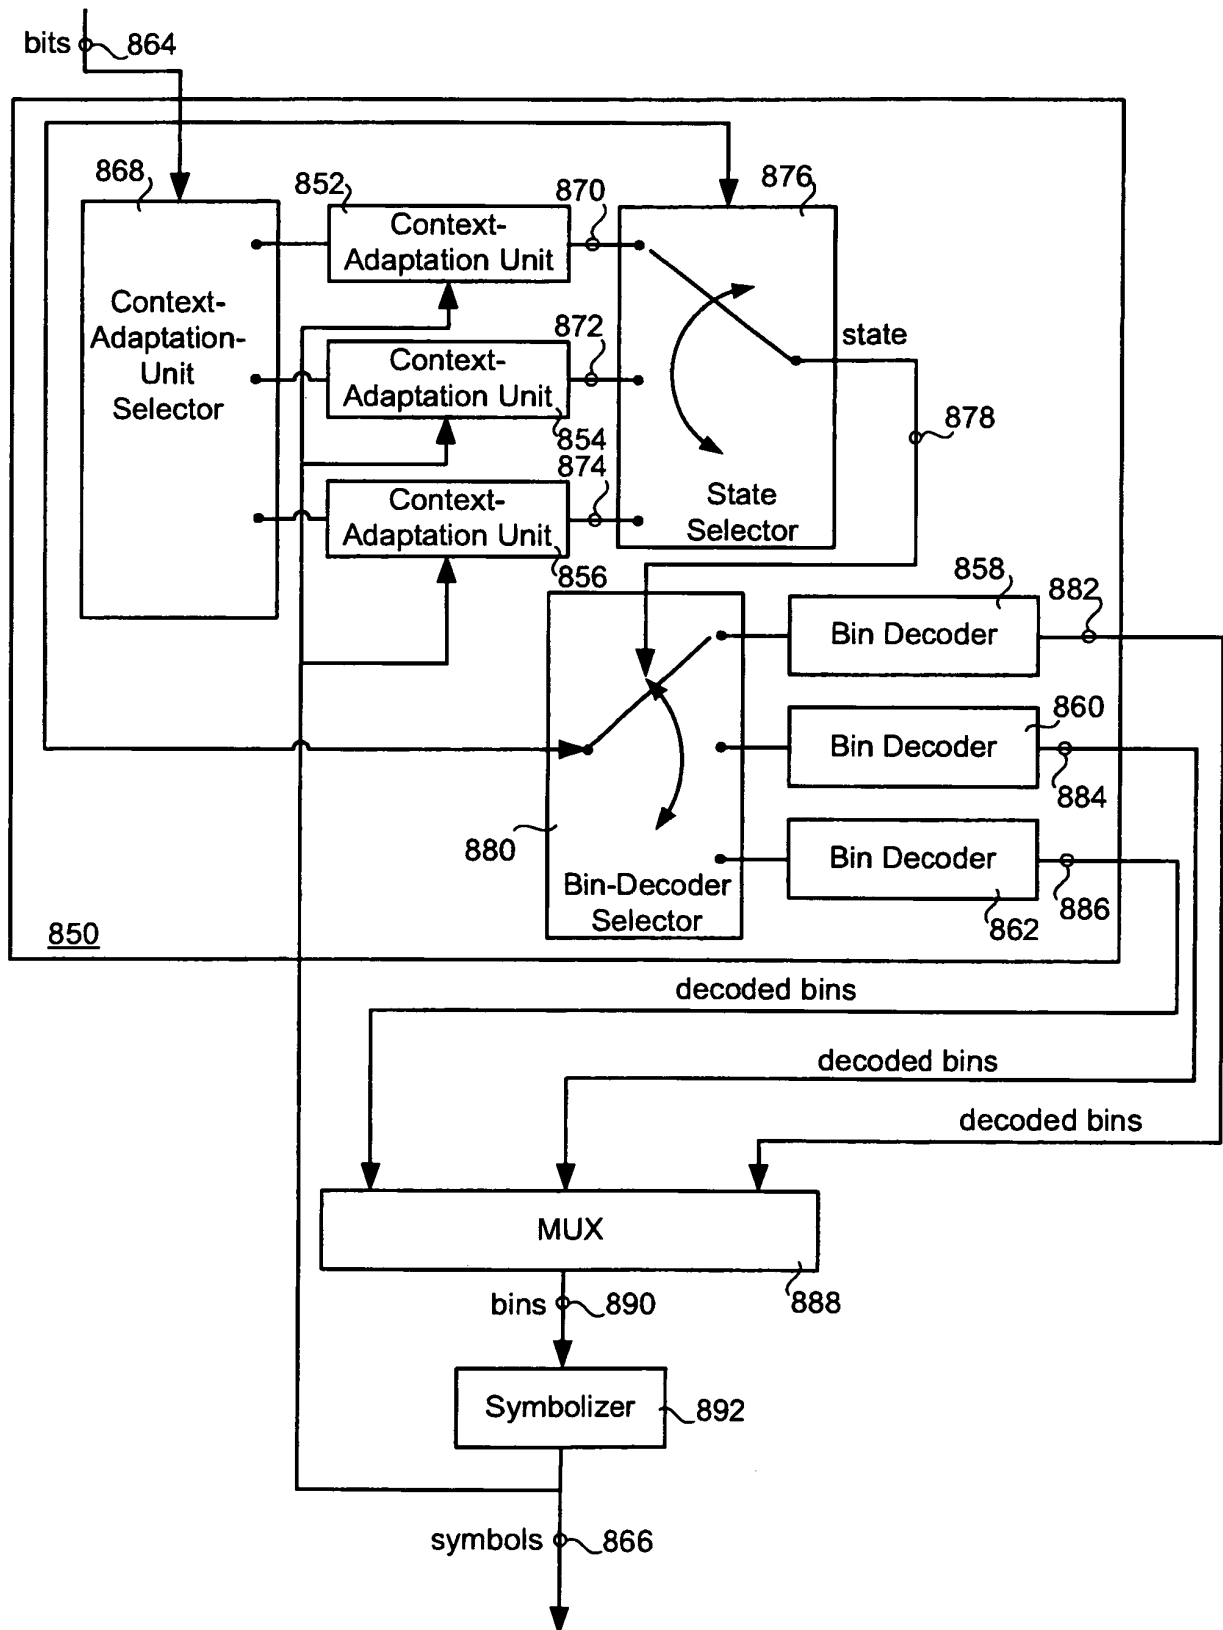 bits 864
868
852
870
876
Context-
Adaptation Unit
Context-
Adaptation-
Unit
Selector
872
state
Context-
Adaptation Unit
854
878
874
Context-
Adaptation Unit
State
Selector
856
858
882
Bin Decoder
860
Bin Decoder
884
880
Bin Decoder
Bin-Decoder
Selector
862
886
850
decoded bins
decoded bins
decoded bins
MUX
888
bins 890
Symbolizer
892
symbols 866